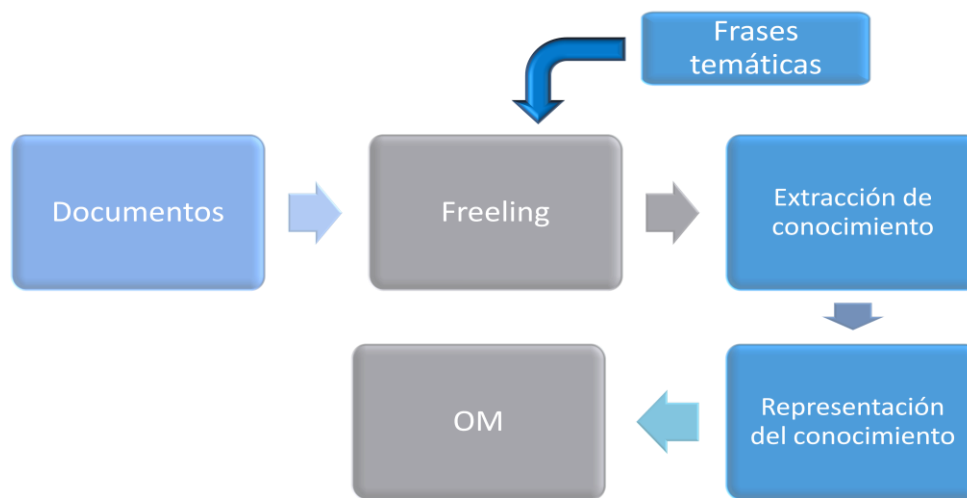 Frases
temáticas
Documentos
Freeling
Extracción de
conocimiento
OM
Representación
del conocimiento